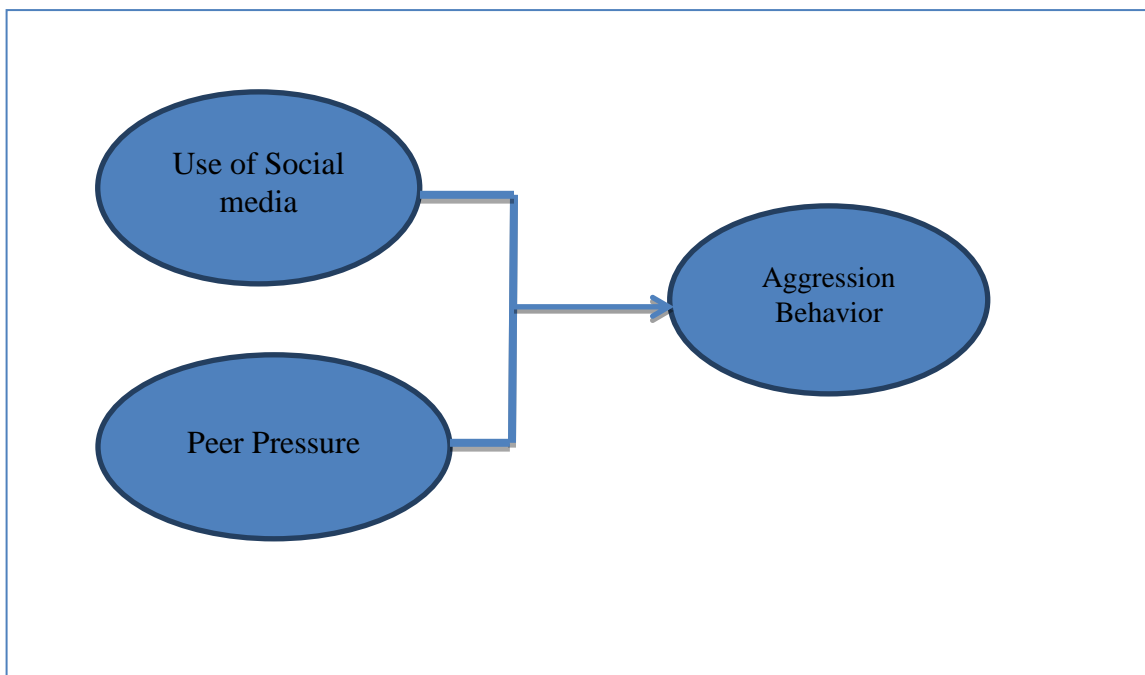 Use of Social
media
Aggression
Behavior
Peer Pressure